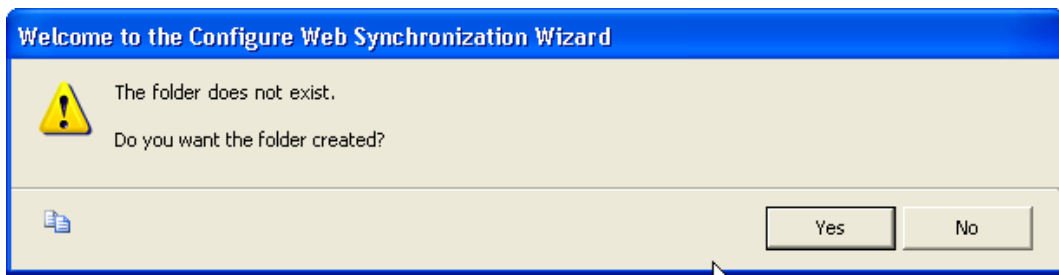 Welcome to the Configure Web Synchronization Wizard
The folder does not exist.
Do you want the folder created?
Yes No